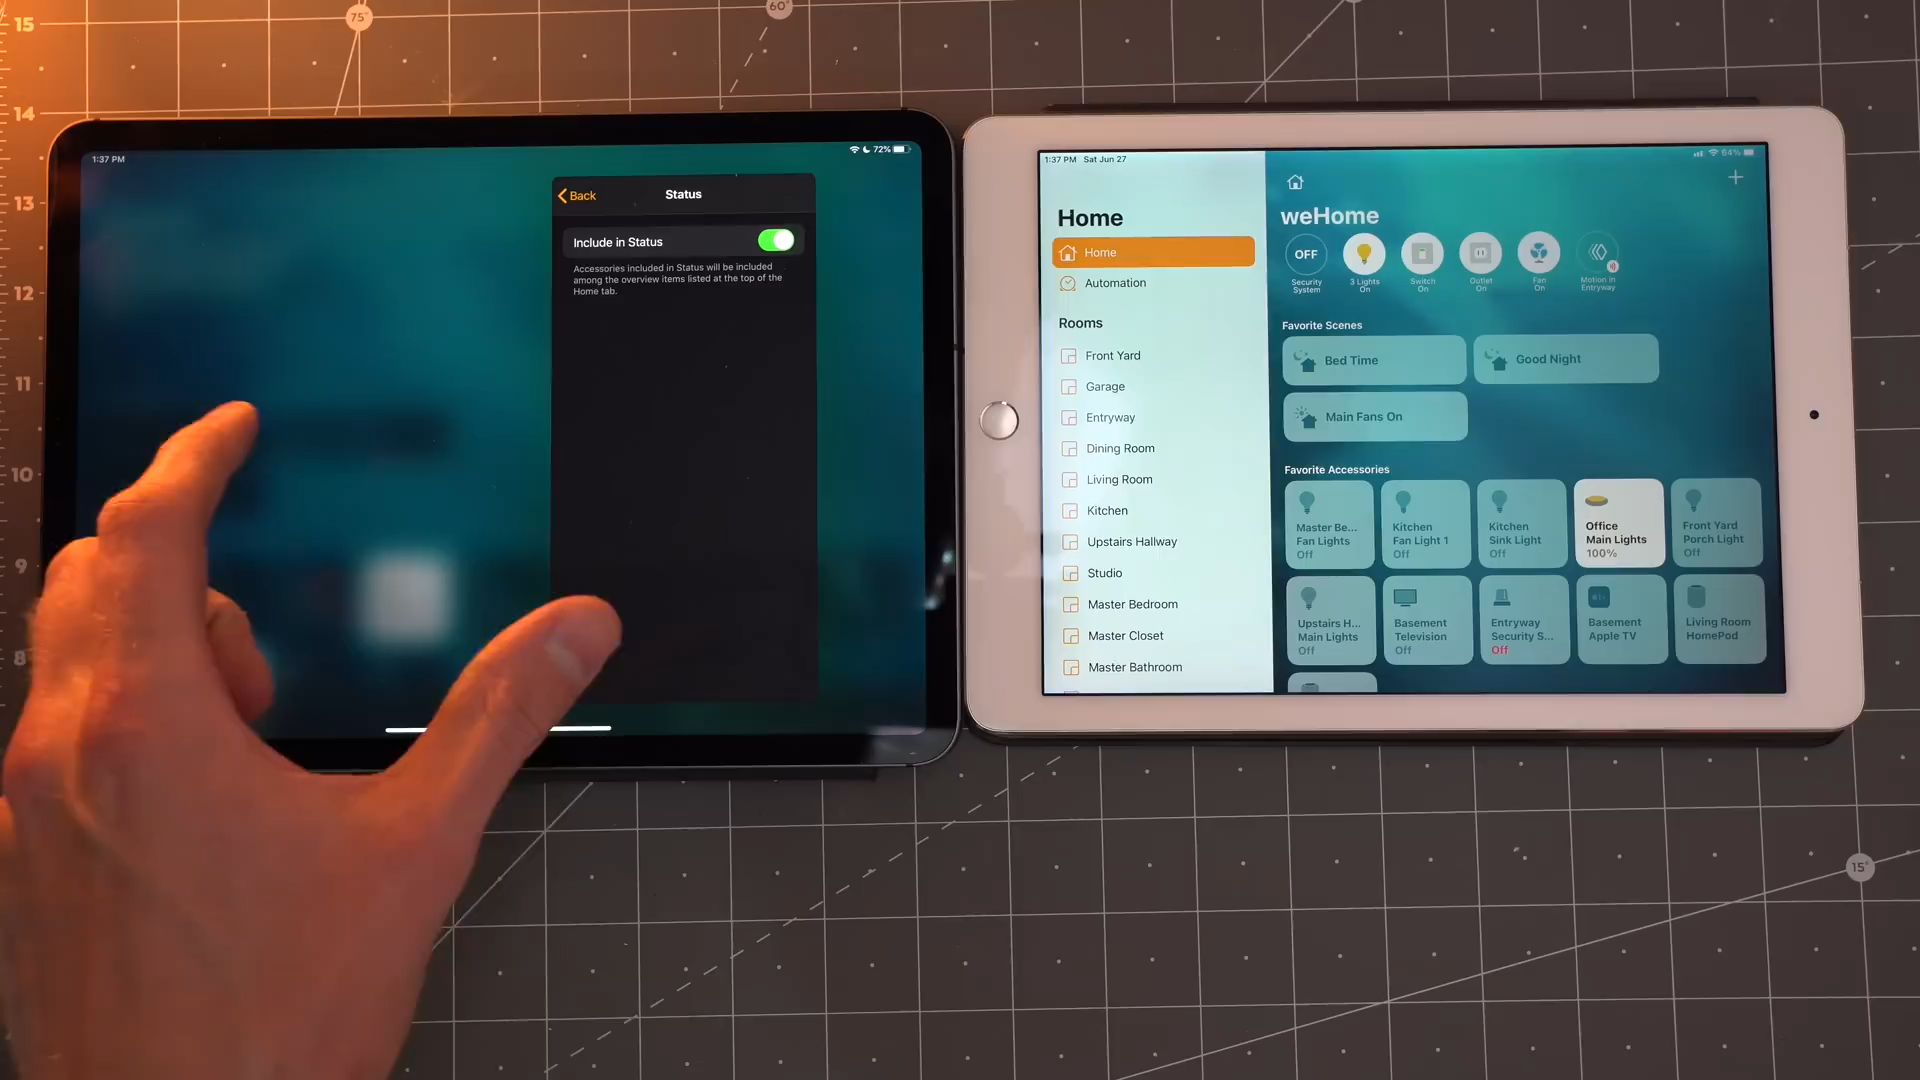 15
75°
60°
14
13
12
11
10
9
8
15°
1:37 PM
72%
Back
Status
Include in Status
Accessories included in Status will be included
among the overview items listed at the top of the
Home tab.
1:37 PM Sat Jun 27
64%
Home
Home
Automation
Rooms
Front Yard
Garage
Entryway
Dining Room
Living Room
Kitchen
Upstairs Hallway
Studio
Master Bedroom
Master Closet
Master Bathroom
weHome
OFF
Security
System
3 Lights
On
Switch
On
Outlet
On
Fan
On
Motion in
Entryway
Favorite Scenes
Bed Time
Good Night
Main Fans On
Favorite Accessories
Master Be...
Fan Lights
Off
Kitchen
Fan Light 1
Off
Kitchen
Sink Light
Off
Office
Main Lights
100%
Front Yard
Porch Light
Off
Upstairs H...
Main Lights
Off
Basement
Television
Off
Entryway
Security S...
Off
Basement
Apple TV
Living Room
HomePod